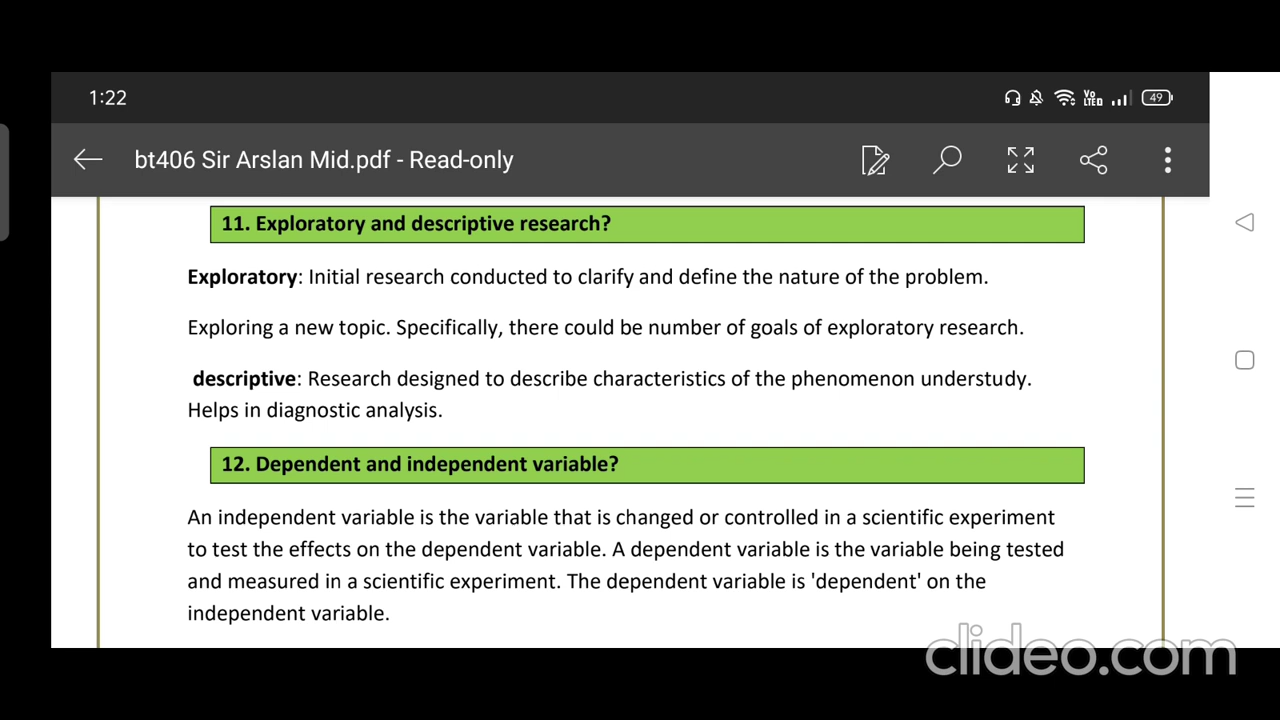 1:22
Vo
LTED
49
bt406 Sir Arslan Mid.pdf - Read-only
11. Exploratory and descriptive research?
Exploratory: Initial research conducted to clarify and define the nature of the problem.
Exploring a new topic. Specifically, there could be number of goals of exploratory research.
descriptive: Research designed to describe characteristics of the phenomenon understudy.
Helps in diagnostic analysis.
12. Dependent and independent variable?
An independent variable is the variable that is changed or controlled in a scientific experiment
to test the effects on the dependent variable. A dependent variable is the variable being tested
and measured in a scientific experiment. The dependent variable is 'dependent' on the
independent variable.
clideo.com